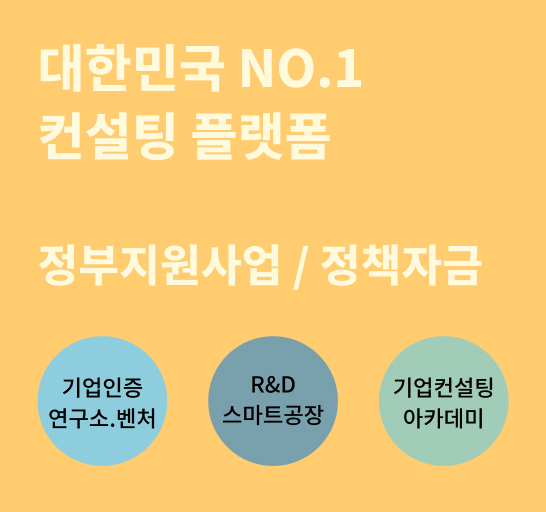 대한민국 NO.1
컨설팅 플랫폼
정부지원사업 / 정책자금
기업인증
연구소.벤처
R&D
스마트공장
기업컨설팅
아카데미